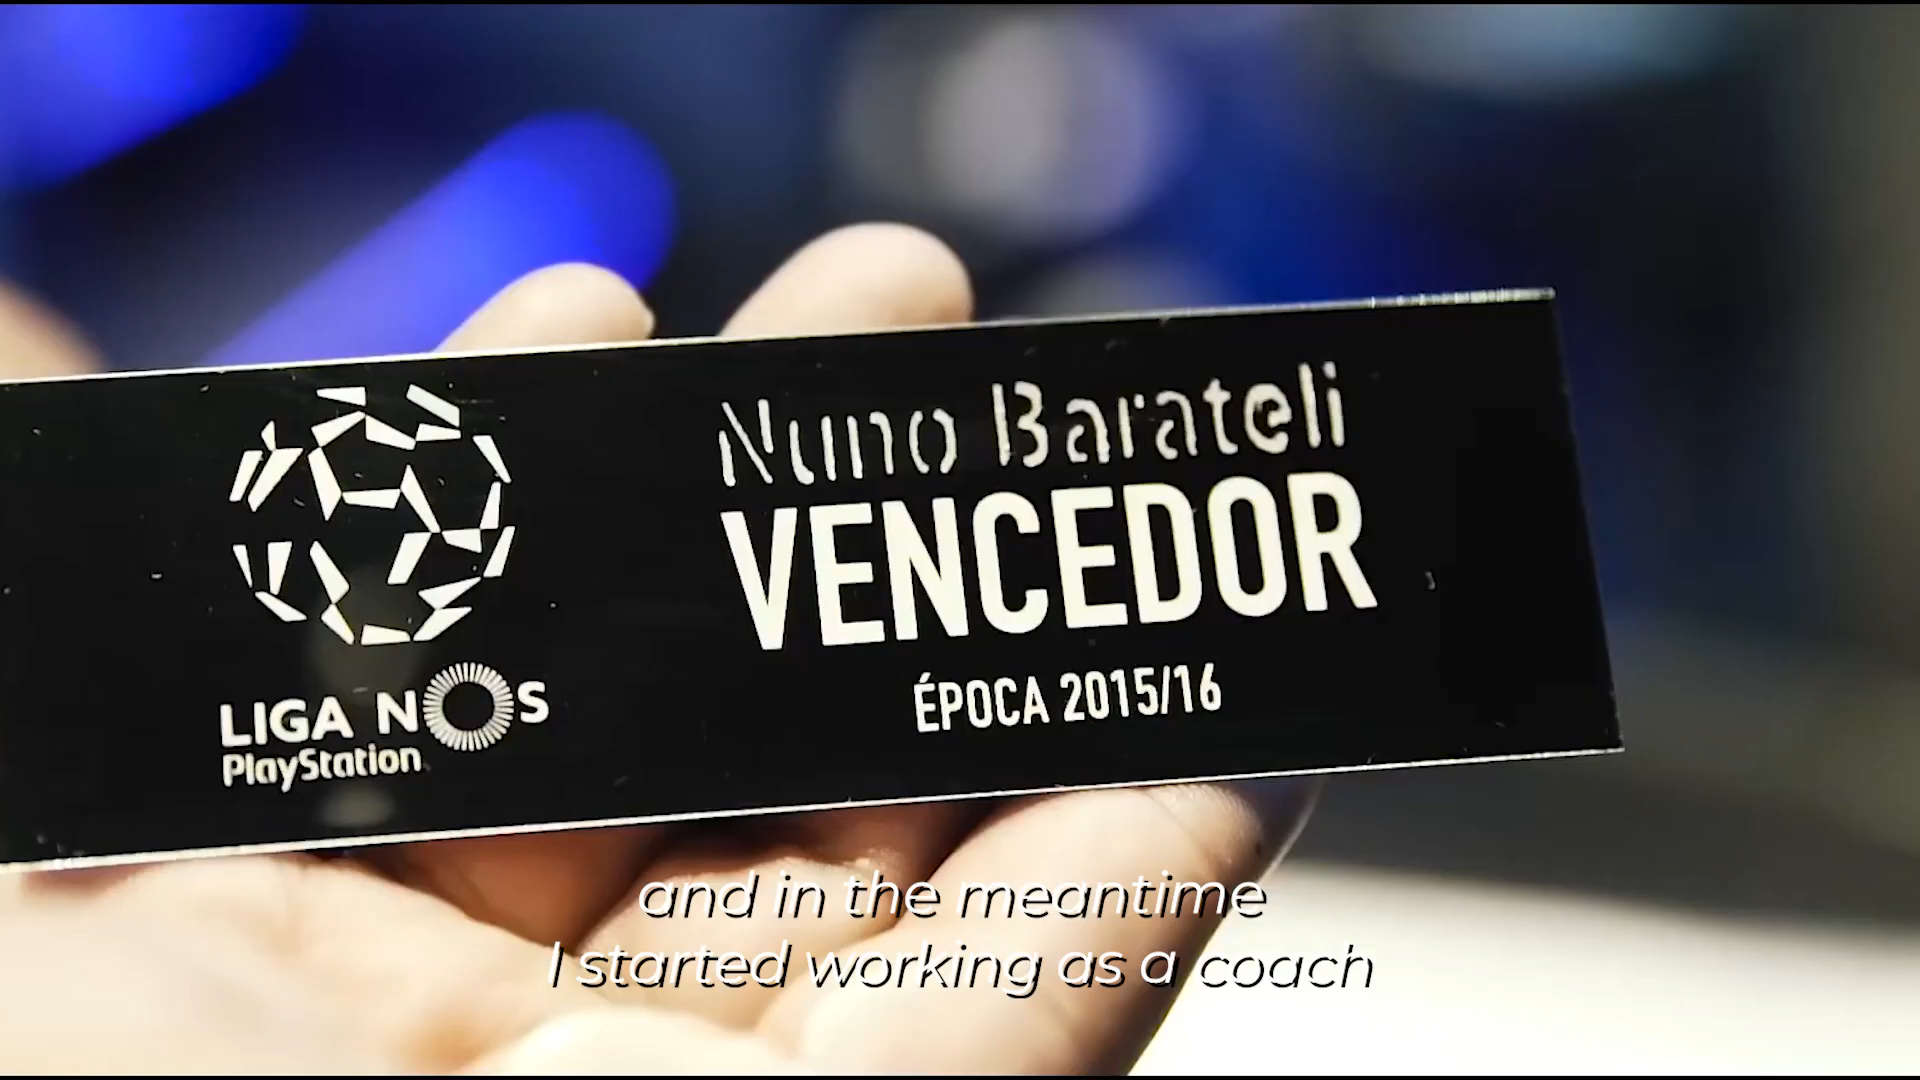 Nuno Barateli
VENCEDOR
ÉPOCA 2015/16
LIGA NOS
PlayStation
and in the meantime
I started working as a coach